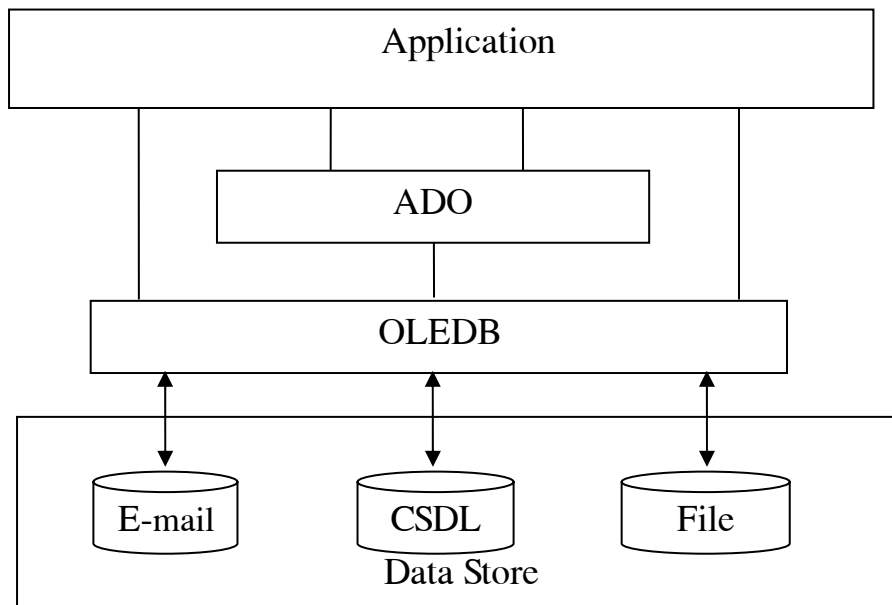 Application
ADO
OLEDB
E-mail
CSDL
File
Data Store